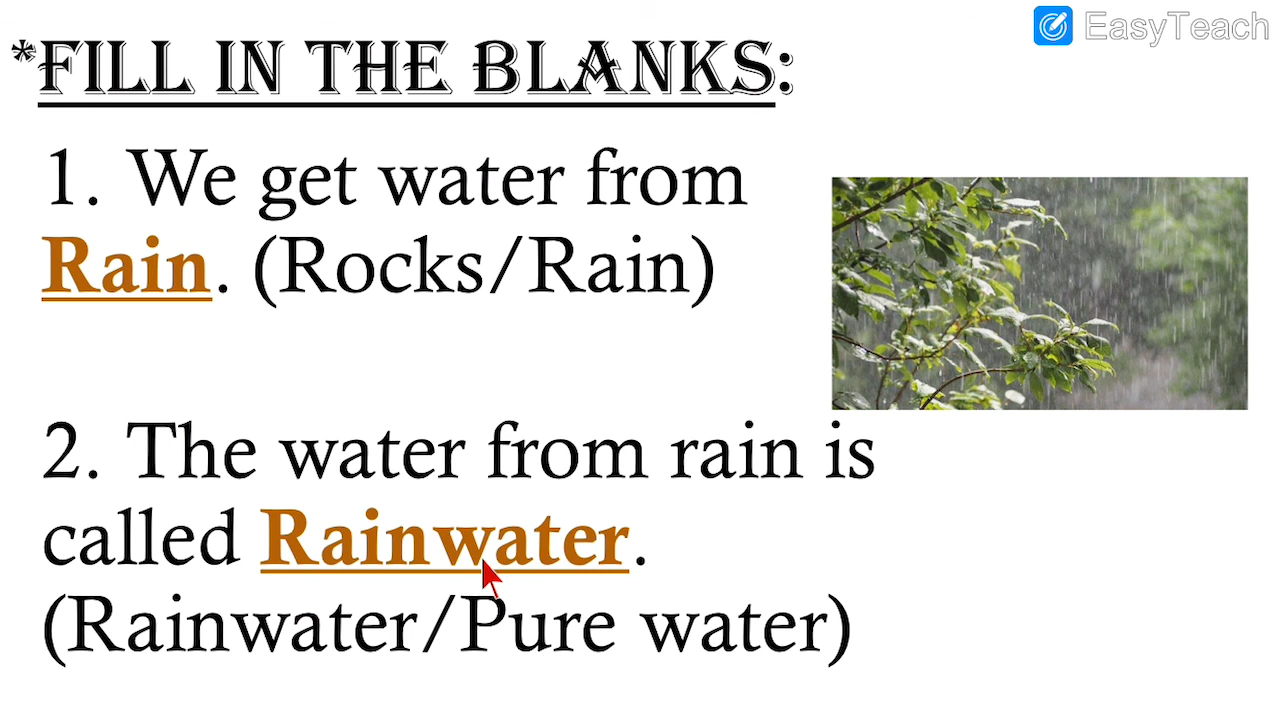 EasyTeach
*FILL IN THE BLANKS:
1. We get water from
Rain. (Rocks/Rain)
2. The water from rain is
called Rainwater.
(Rainwater/Pure water)